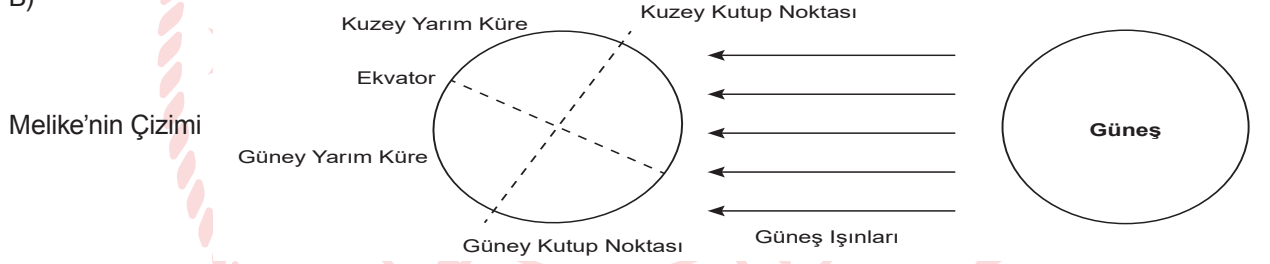 B)
Kuzey Kutup Noktası
Kuzey Yarım Küre
Ekvator
Melike'nin Çizimi
Güneş
Güney Yarım Küre
Güney Kutup Noktası
Güneş Işınları